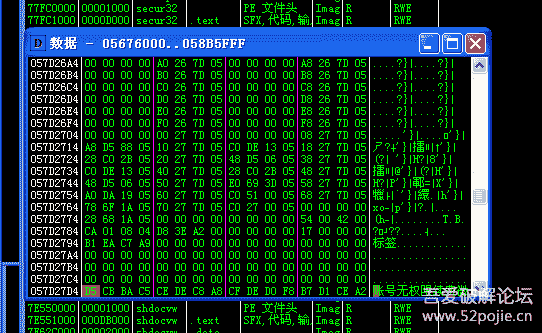 77FC0000 00001000 secur32 PE 文件头 Imag R RWE
77FC1000 0000D000 secur32 .text SFX,代码,输, Imag R RWE
D 数据 - 05676000..058B5FFF
057D26A4 00 00 00 00 A0 26 7D 05 00 00 00 00 A8 26 7D 05
057D26B4 00 00 00 00 B0 26 7D 05 00 00 00 00 B8 26 7D 05
057D26C4 00 00 00 00 C0 26 7D 05 00 00 00 00 C8 26 7D 05
057D26D4 00 00 00 00 D0 26 7D 05 00 00 00 00 D8 26 7D 05
057D26E4 00 00 00 00 E0 26 7D 05 00 00 00 00 E8 26 7D 05
057D26F4 00 00 00 00 F0 26 7D 05 00 00 00 00 F8 26 7D 05
057D2704 00 00 00 00 00 27 7D 05 00 00 00 00 08 27 7D 05
057D2714 A8 D5 88 05 10 27 7D 05 C0 DE 13 05 18 27 7D 05
057D2724 28 C0 2B 05 20 27 7D 05 48 D5 06 05 38 27 7D 05
057D2734 C0 DE 13 05 40 27 7D 05 28 C0 2B 05 48 27 7D 05
057D2744 48 D5 06 05 50 27 7D 05 E0 69 3D 05 58 27 7D 05
057D2754 A0 DA 19 05 60 27 7D 05 C0 51 00 05 68 27 7D 05
057D2764 78 6F 1A 05 70 27 7D 05 C0 27 05 00 00 00 00 00
057D2774 28 68 1A 05 00 00 00 00 00 00 00 00 54 00 42 00
057D2784 CA 01 08 04 D8 3E A2 00 00 00 00 00 17 00 00 00
057D2794 B1 EA C7 A9 00 00 00 00 00 00 00 00 00 00 00 00 标签
057D27A4 00 00 00 00 00 00 00 00 00 00 00 00 00 00 00 00
057D27B4 00 00 00 00 00 00 00 00 00 00 00 00 00 00 00 00
057D27C4 00 00 00 00 00 00 00 00 00 00 00 00 00 00 00 00
057D27D4 D5 CB BA C5 CE DE C8 A8 CF DE D0 F8 B7 D1 CE A2 账号无权限续费微
7E550000 00001000 shdocvw PE 文件头 Imag R RWE
7E551000 000DB000 shdocvw .text SFX,代码,输, Imag R RWE
吾爱破解论坛
www.52pojie.cn